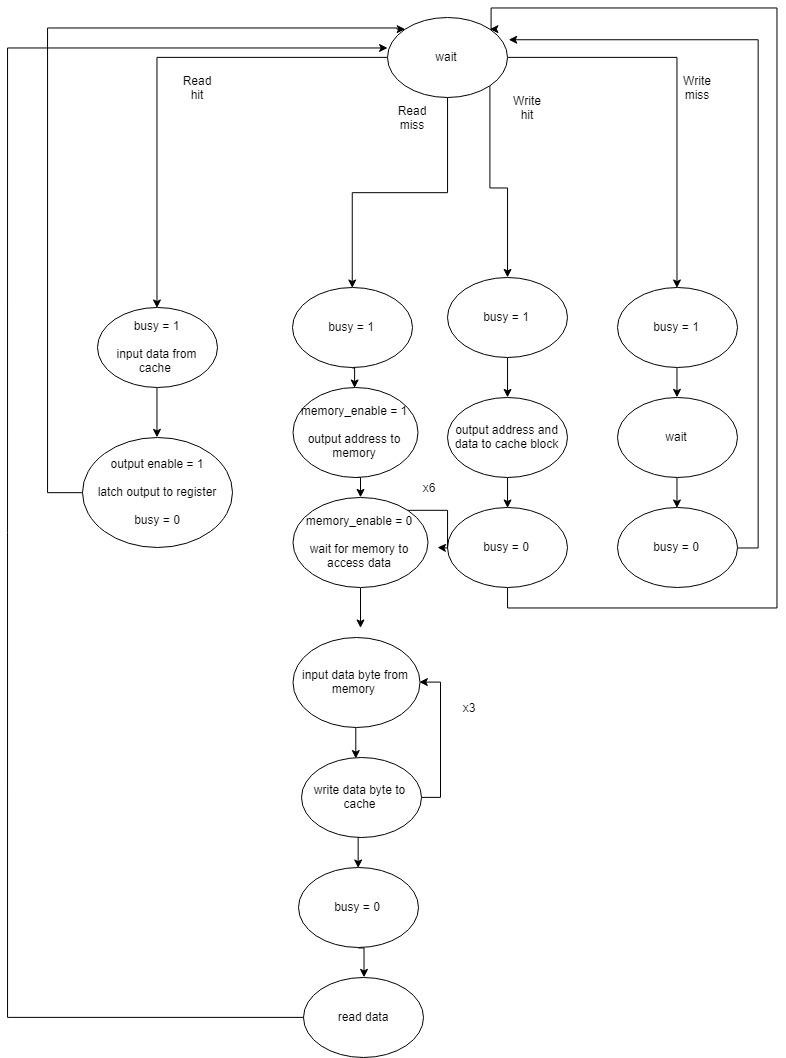 wait
Read
hit
Read
miss
Write
hit
Write
miss
busy = 1
input data from
cache
busy = 1
busy = 1
busy = 1
memory_enable = 1
output address to
memory
output address and
data to cache block
wait
output enable = 1
latch output to register
busy = 0
x6
memory_enable = 0
wait for memory to
access data
busy = 0
busy = 0
input data byte from
memory
x3
write data byte to
cache
busy = 0
read data